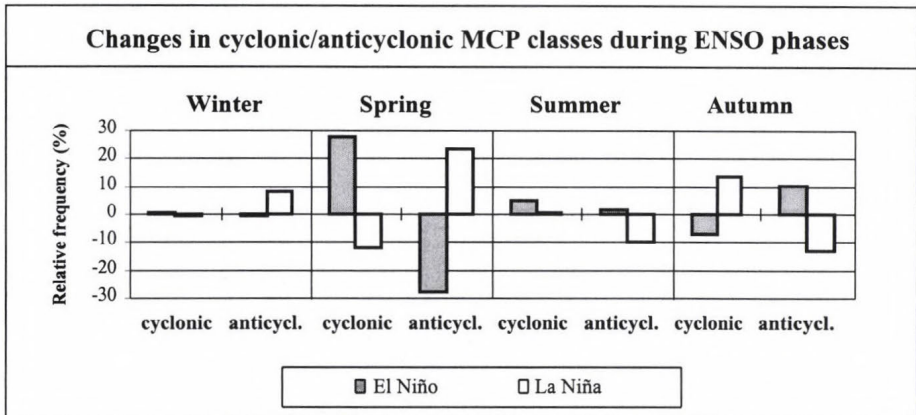 Changes in cyclonic/anticyclonic MCP classes during ENSO phases
Winter Spring Summer Autumn
Relative frequency (%)
30
20
10
0
-10
-20
-30
cyclonic anticycl. cyclonic anticycl. cyclonic anticycl. cyclonic anticycl.
El Niño La Niña